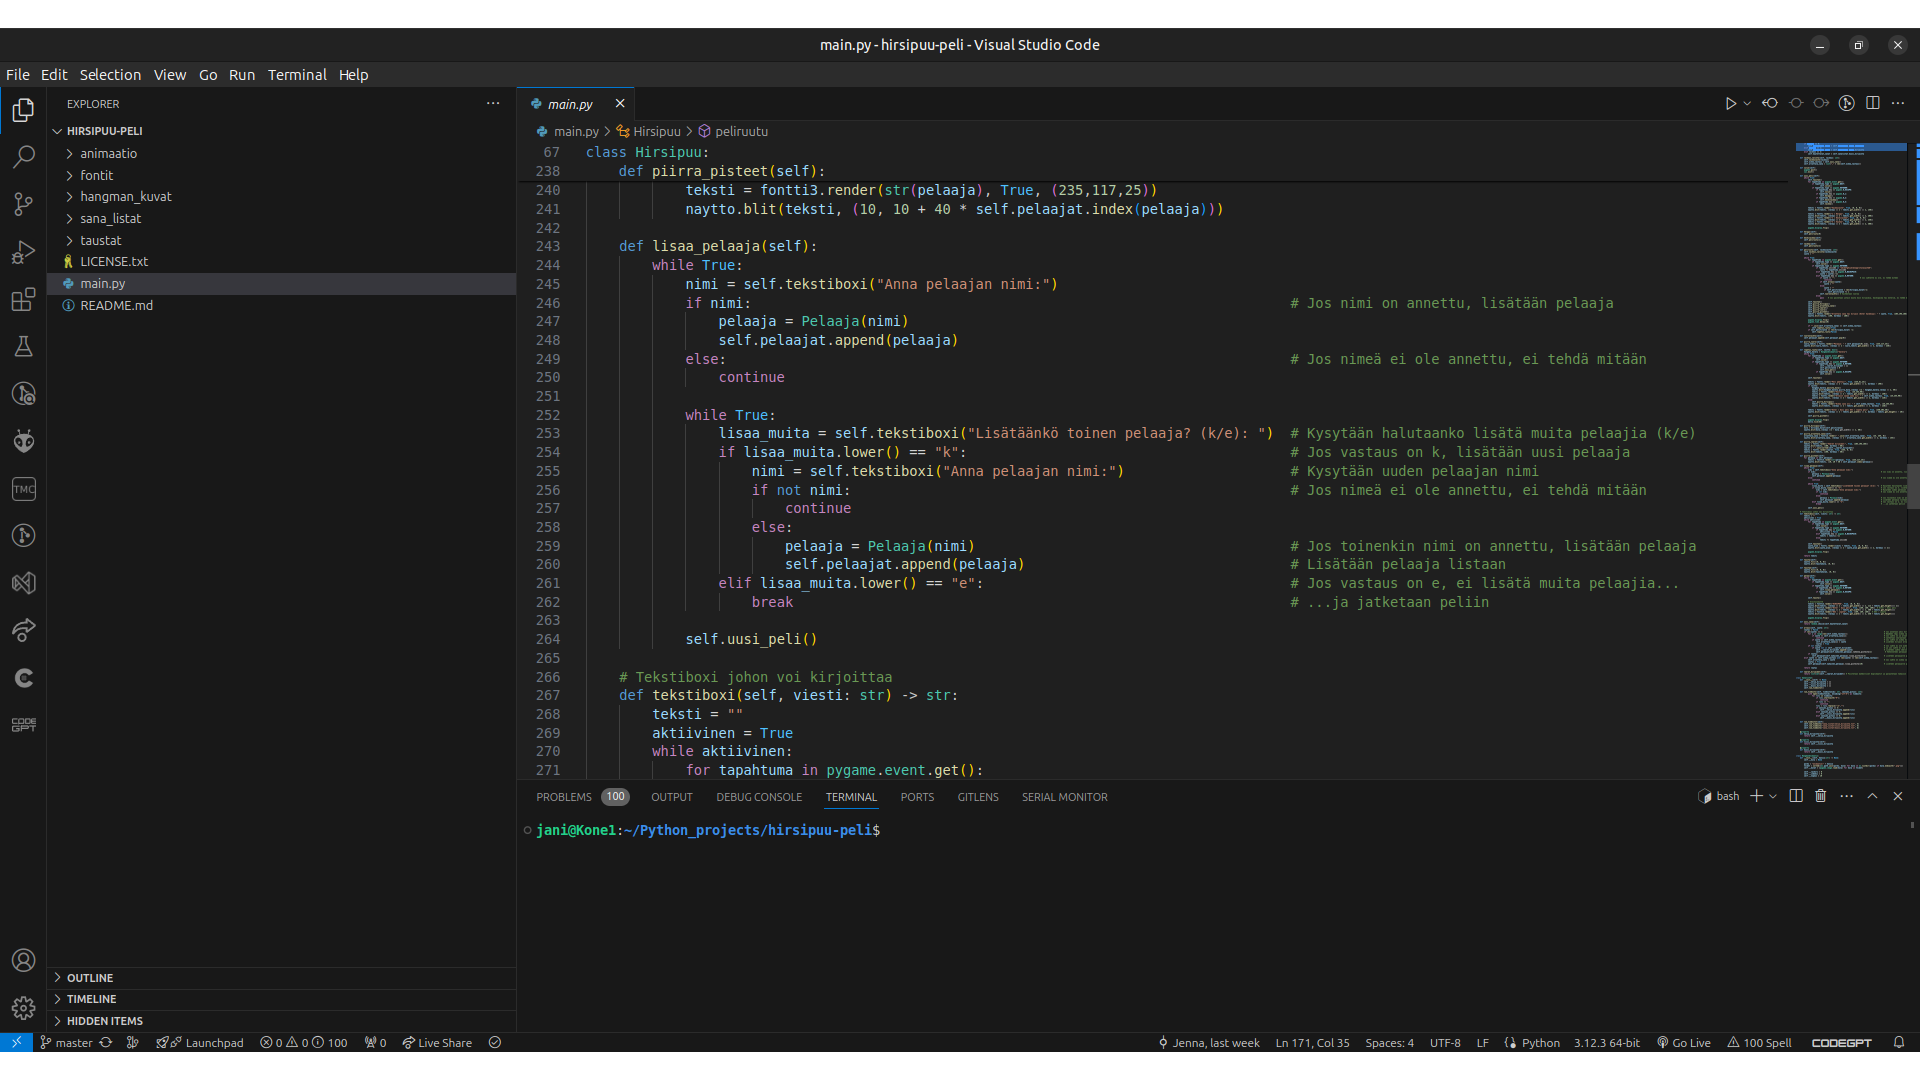 main.py - hirsipuu-peli - Visual Studio Code
File Edit Selection View Go Run Terminal Help
EXPLORER
HIRSIPUU-PELI
animaatio
fontit
hangman_kuvat
sana_listat
taustat
LICENSE.txt
main.py
README.md
OUTLINE
TIMELINE
HIDDEN ITEMS
TMC
CODE
GPT
main.py
main.py > Hirsipuu > peliruutu
67 class Hirsipuu:
238 def piirra_pisteet(self):
240 teksti = fontti3.render(str(pelaaja), True, (235,117,25))
241 naytto.blit(teksti, (10, 10 + 40 * self.pelaajat.index(pelaaja)))
242
243 def lisaa_pelaaja(self):
244 while True:
245 nimi = self.tekstiboxi("Anna pelaajan nimi:")
246 if nimi: # Jos nimi on annettu, lisätään pelaaja
247 pelaaja = Pelaaja(nimi)
248 self.pelaajat.append(pelaaja)
249 else: # Jos nimeä ei ole annettu, ei tehdä mitään
250 continue
251
252 while True:
253 lisaa_muita = self.tekstiboxi("Lisätäänkö toinen pelaaja? (k/e): ") # Kysytään halutaanko lisätä muita pelaajia (k/e)
254 if lisaa_muita.lower() == "k": # Jos vastaus on k, lisätään uusi pelaaja
255 nimi = self.tekstiboxi("Anna pelaajan nimi:") # Kysytään uuden pelaajan nimi
256 if not nimi: # Jos nimeä ei ole annettu, ei tehdä mitään
257 continue
258 else:
259 pelaaja = Pelaaja(nimi) # Jos toinenkin nimi on annettu, lisätään pelaaja
260 self.pelaajat.append(pelaaja) # Lisätään pelaaja listaan
261 elif lisaa_muita.lower() == "e": # Jos vastaus on e, ei lisätä muita pelaajia...
262 break # ...ja jatketaan peliin
263
264 self.uusi_peli()
265
266 # Tekstiboxi johon voi kirjoittaa
267 def tekstiboxi(self, viesti: str) -> str:
268 teksti = ""
269 aktiivinen = True
270 while aktiivinen:
271 for tapahtuma in pygame.event.get():
PROBLEMS 100 OUTPUT DEBUG CONSOLE TERMINAL PORTS GITLENS SERIAL MONITOR
bash
jani@Kone1:~/Python_projects/hirsipuu-peli$
master Launchpad 0 0 100 0 Live Share Jenna, last week Ln 171, Col 35 Spaces: 4 UTF-8 LF Python 3.12.3 64-bit Go Live 100 Spell CODEGPT